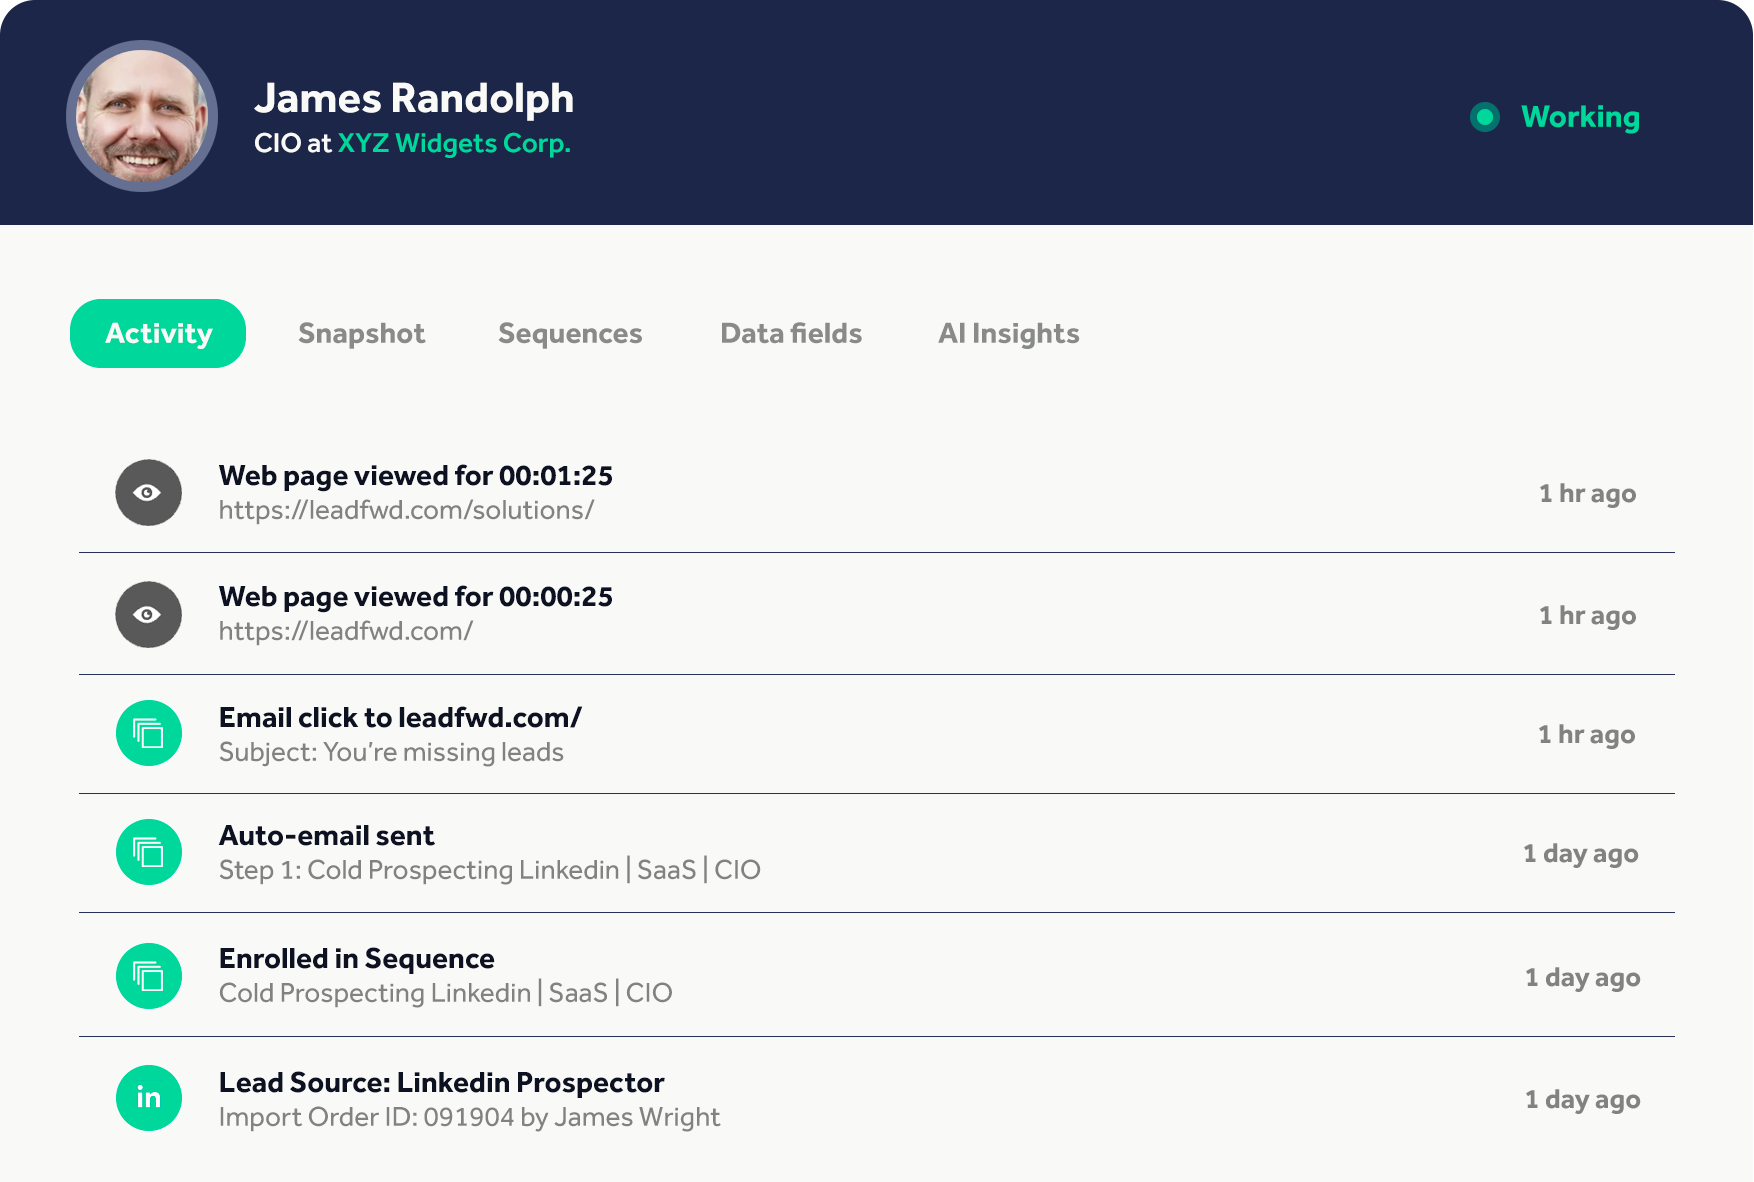 James Randolph
CIO at XYZ Widgets Corp.
Working
Activity
Snapshot
Sequences
Data fields
AI Insights
Web page viewed for 00:01:25
https://leadfwd.com/solutions/
1 hr ago
Web page viewed for 00:00:25
https://leadfwd.com/
1 hr ago
Email click to leadfwd.com/
Subject: You’re missing leads
1 hr ago
Auto-email sent
Step 1: Cold Prospecting Linkedin | SaaS | CIO
1 day ago
Enrolled in Sequence
Cold Prospecting Linkedin | SaaS | CIO
1 day ago
in
Lead Source: Linkedin Prospector
Import Order ID: 091904 by James Wright
1 day ago